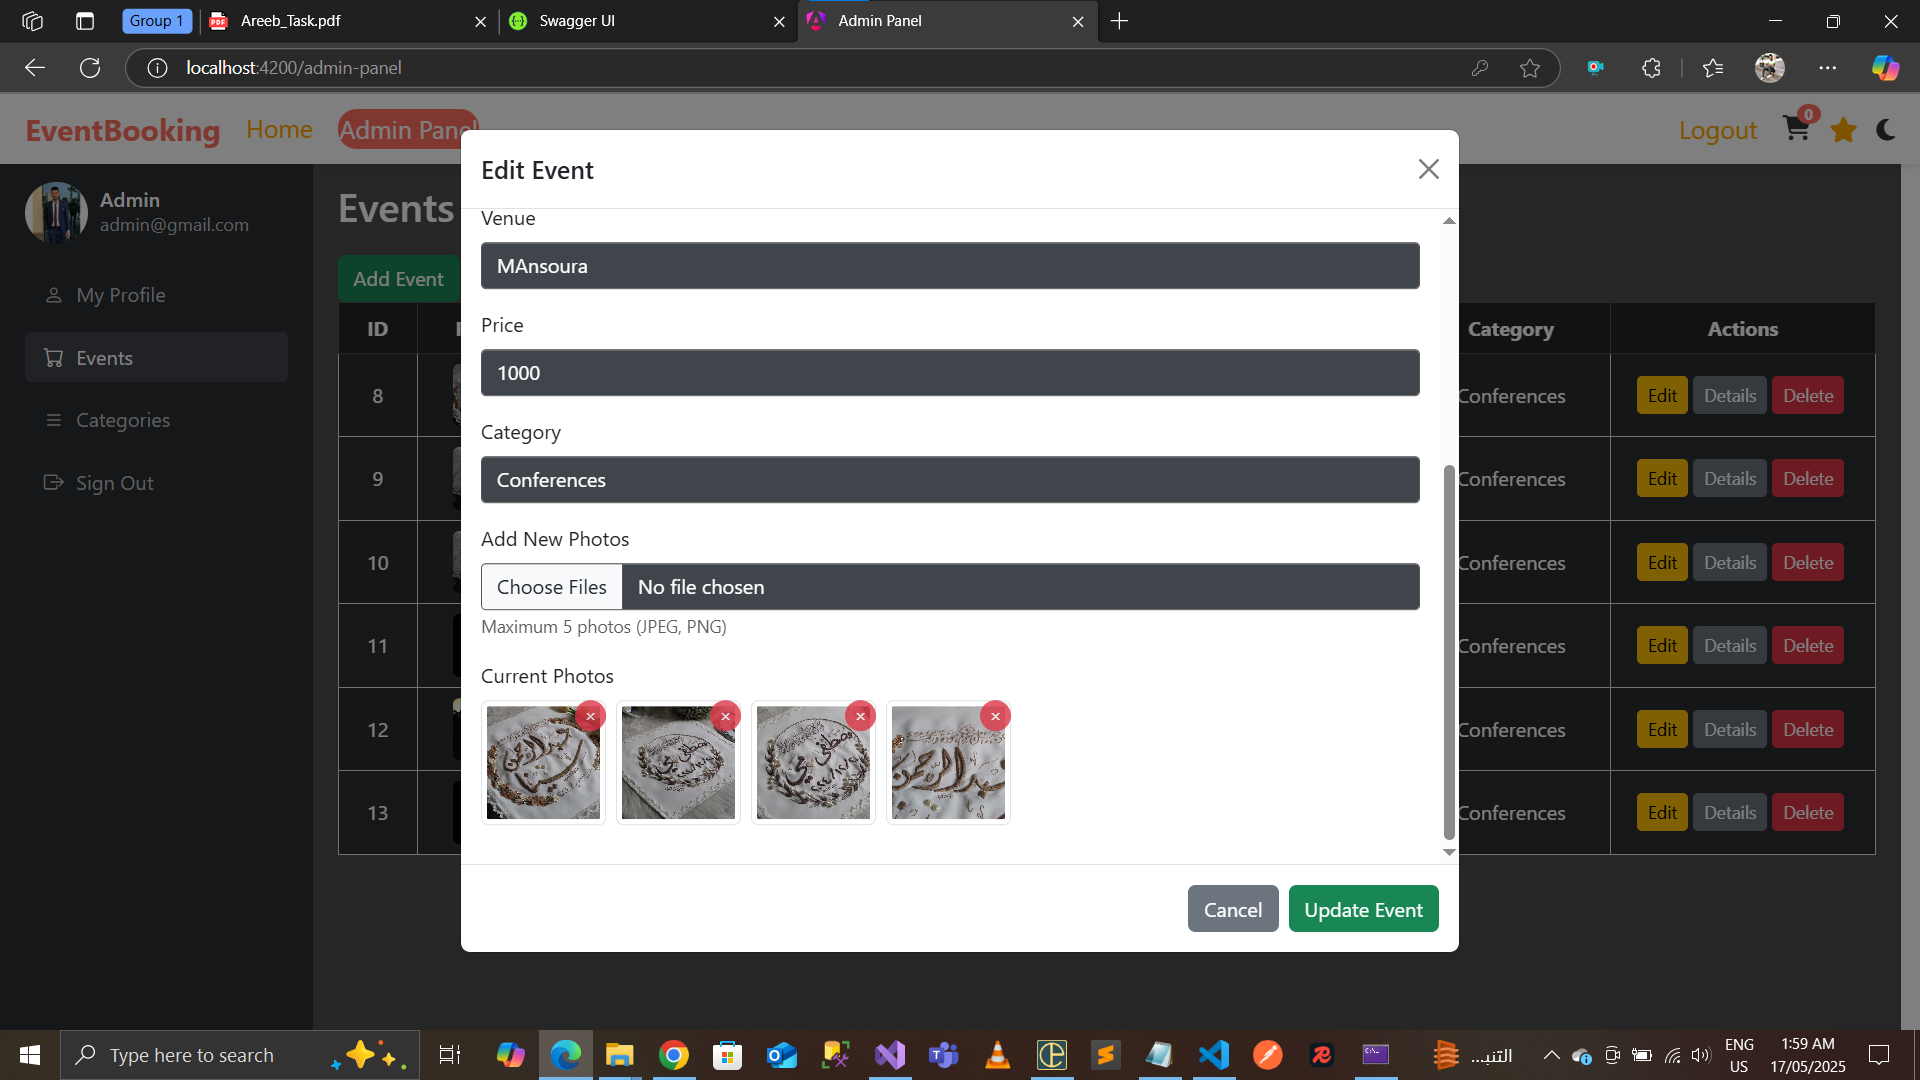 Group 1
Areeb_Task.pdf
Swagger UI
Admin Panel
localhost:4200/admin-panel
EventBooking
Home
Admin Panel
Logout
0
Admin
admin@gmail.com
My Profile
Events
Categories
Sign Out
Events
Add Event
ID
Category
Actions
8
Conferences
Edit
Details
Delete
9
Conferences
Edit
Details
Delete
10
Conferences
Edit
Details
Delete
11
Conferences
Edit
Details
Delete
12
Conferences
Edit
Details
Delete
13
Conferences
Edit
Details
Delete
Edit Event
Venue
MAnsoura
Price
1000
Category
Conferences
Add New Photos
Choose Files No file chosen
Maximum 5 photos (JPEG, PNG)
Current Photos
Cancel
Update Event
Type here to search
التنبـ...
ENG
US
1:59 AM
17/05/2025